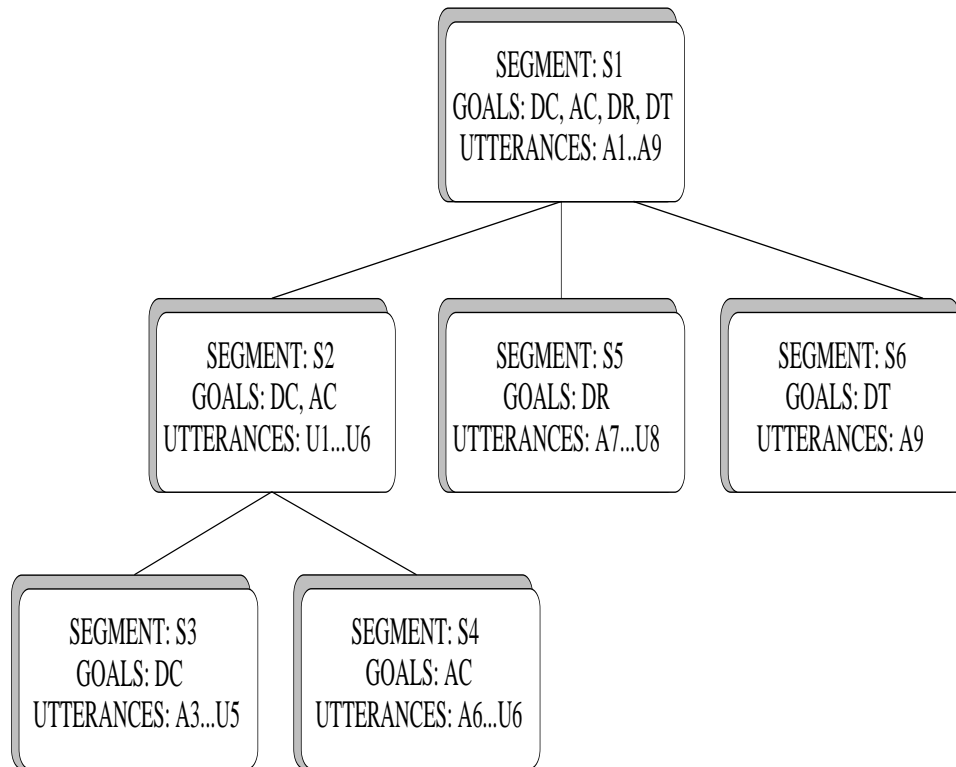 SEGMENT: S1
GOALS: DC, AC, DR, DT
UTTERANCES: A1..A9
SEGMENT: S2
GOALS: DC, AC
UTTERANCES: U1...U6
SEGMENT: S5
GOALS: DR
UTTERANCES: A7...U8
SEGMENT: S6
GOALS: DT
UTTERANCES: A9
SEGMENT: S3
GOALS: DC
UTTERANCES: A3...U5
SEGMENT: S4
GOALS: AC
UTTERANCES: A6...U6